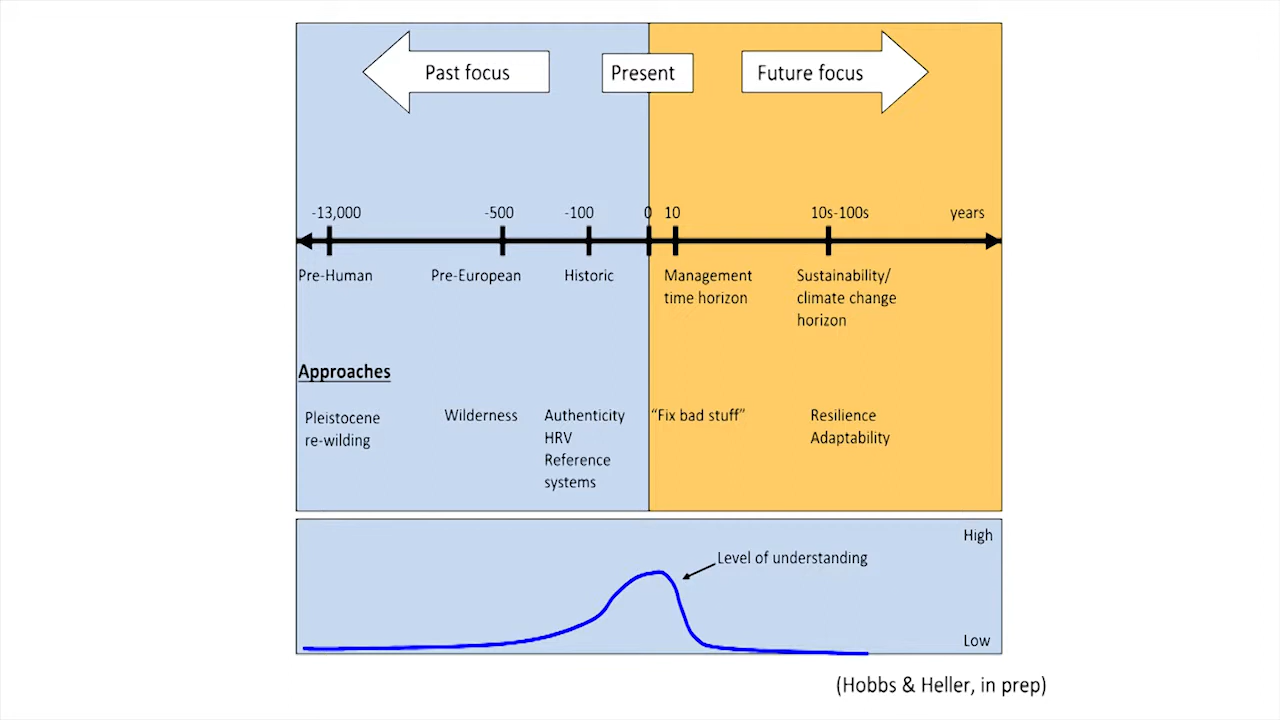 Past focus
Present
Future focus
-13,000
-500
-100
0
10
10s-100s
years
Pre-Human
Pre-European
Historic
Management
time horizon
Sustainability/
climate change
horizon
Approaches
Pleistocene
re-wilding
Wilderness
Authenticity
HRV
Reference
systems
“Fix bad stuff”
Resilience
Adaptability
High
Level of understanding
Low
(Hobbs & Heller, in prep)